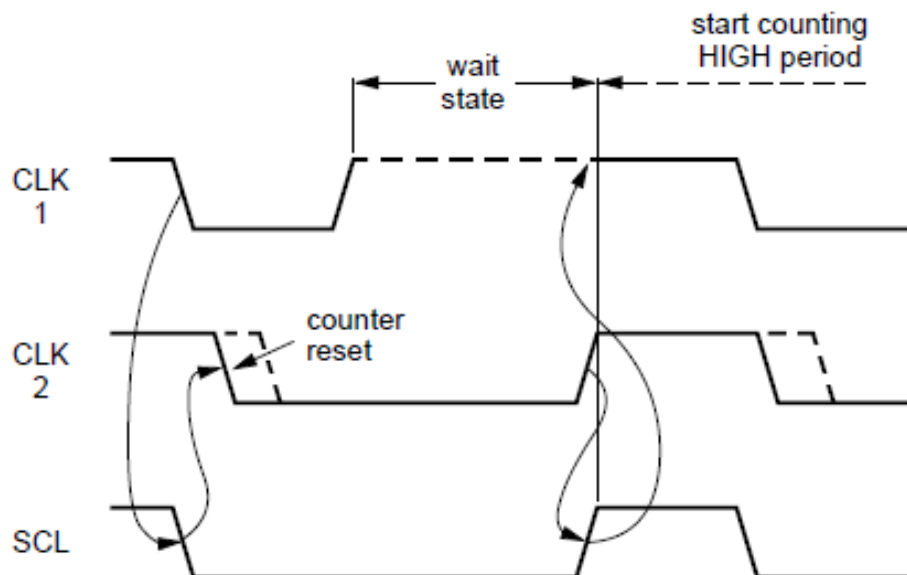 start counting
HIGH period
wait
state
CLK
1
counter
reset
CLK
2
SCL